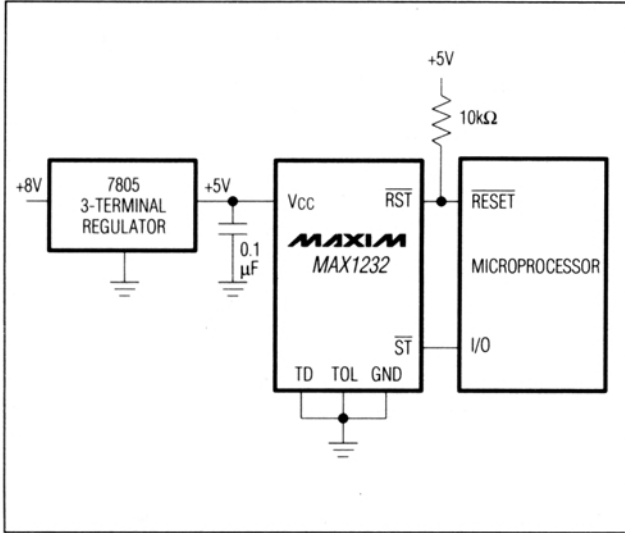 +5V
10kΩ
+8V
7805
3-TERMINAL
REGULATOR
+5V
0.1
μF
VCC
RST
MAXIM
MAX1232
ST
TD TOL GND
RESET
MICROPROCESSOR
I/O